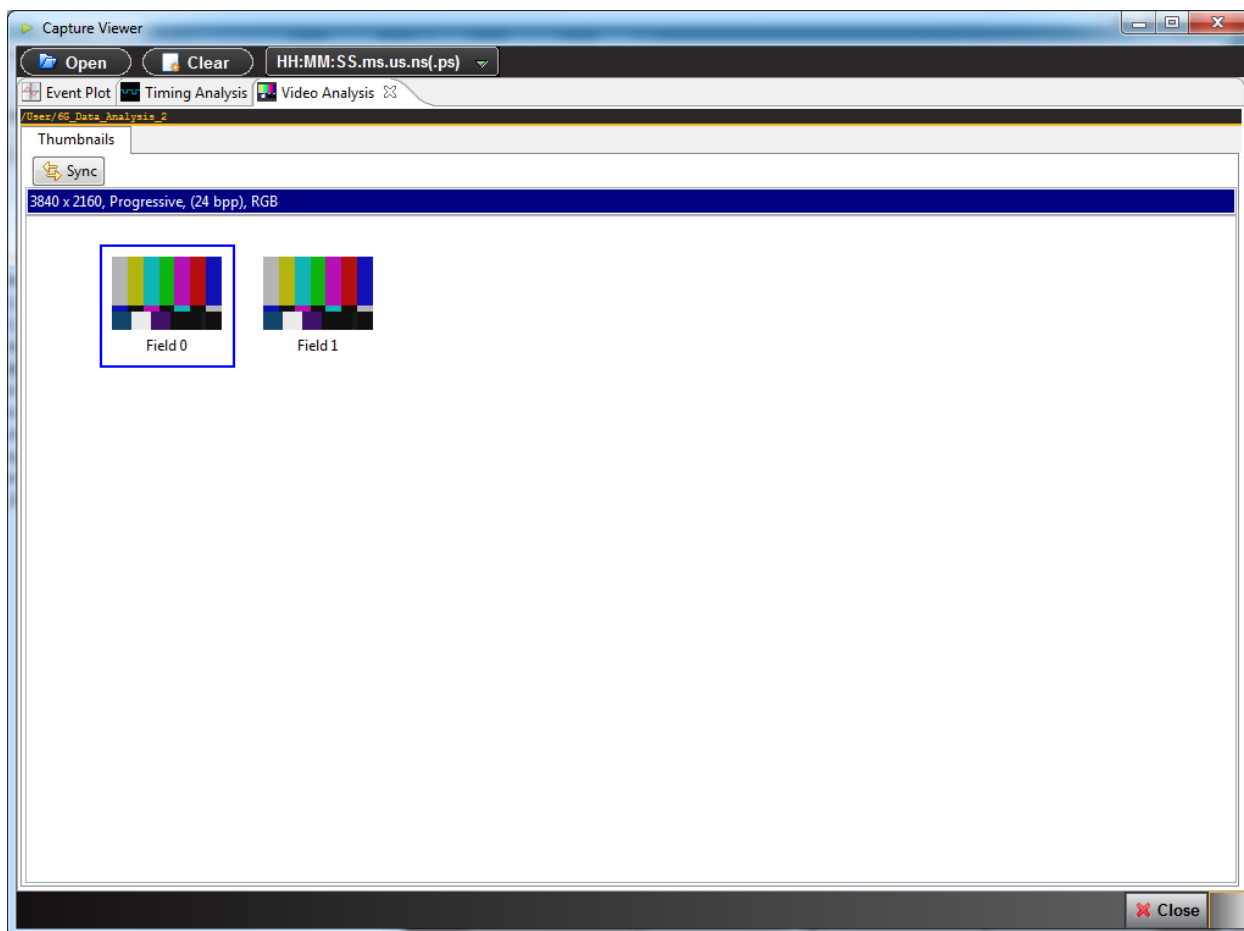 Capture Viewer
Open Clear HH:MM:SS.ms.us.ns(.ps)
Event Plot Timing Analysis Video Analysis
/User/6G_Data_Analysis_2
Thumbnails
Sync
3840 x 2160, Progressive, (24 bpp), RGB
Field 0 Field 1
Close